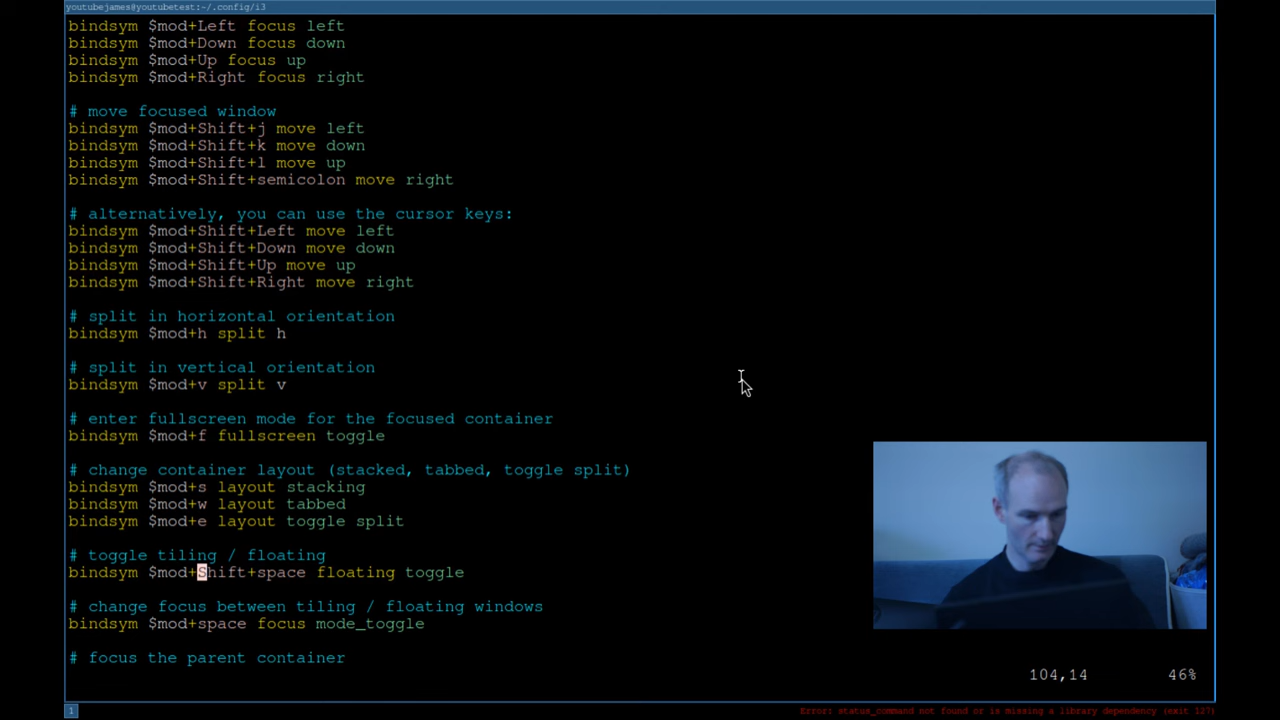 youtubejames@youtubetest:~/.config/i3
bindsym $mod+Left focus left
bindsym $mod+Down focus down
bindsym $mod+Up focus up
bindsym $mod+Right focus right
# move focused window
bindsym $mod+Shift+j move left
bindsym $mod+Shift+k move down
bindsym $mod+Shift+l move up
bindsym $mod+Shift+semicolon move right
# alternatively, you can use the cursor keys:
bindsym $mod+Shift+Left move left
bindsym $mod+Shift+Down move down
bindsym $mod+Shift+Up move up
bindsym $mod+Shift+Right move right
# split in horizontal orientation
bindsym $mod+h split h
# split in vertical orientation
bindsym $mod+v split v
# enter fullscreen mode for the focused container
bindsym $mod+f fullscreen toggle
# change container layout (stacked, tabbed, toggle split)
bindsym $mod+s layout stacking
bindsym $mod+w layout tabbed
bindsym $mod+e layout toggle split
# toggle tiling / floating
bindsym $mod+Shift+space floating toggle
# change focus between tiling / floating windows
bindsym $mod+space focus mode_toggle
# focus the parent container
104,14 46%
1 Error: status_command not found or is missing a library dependency (exit 127)